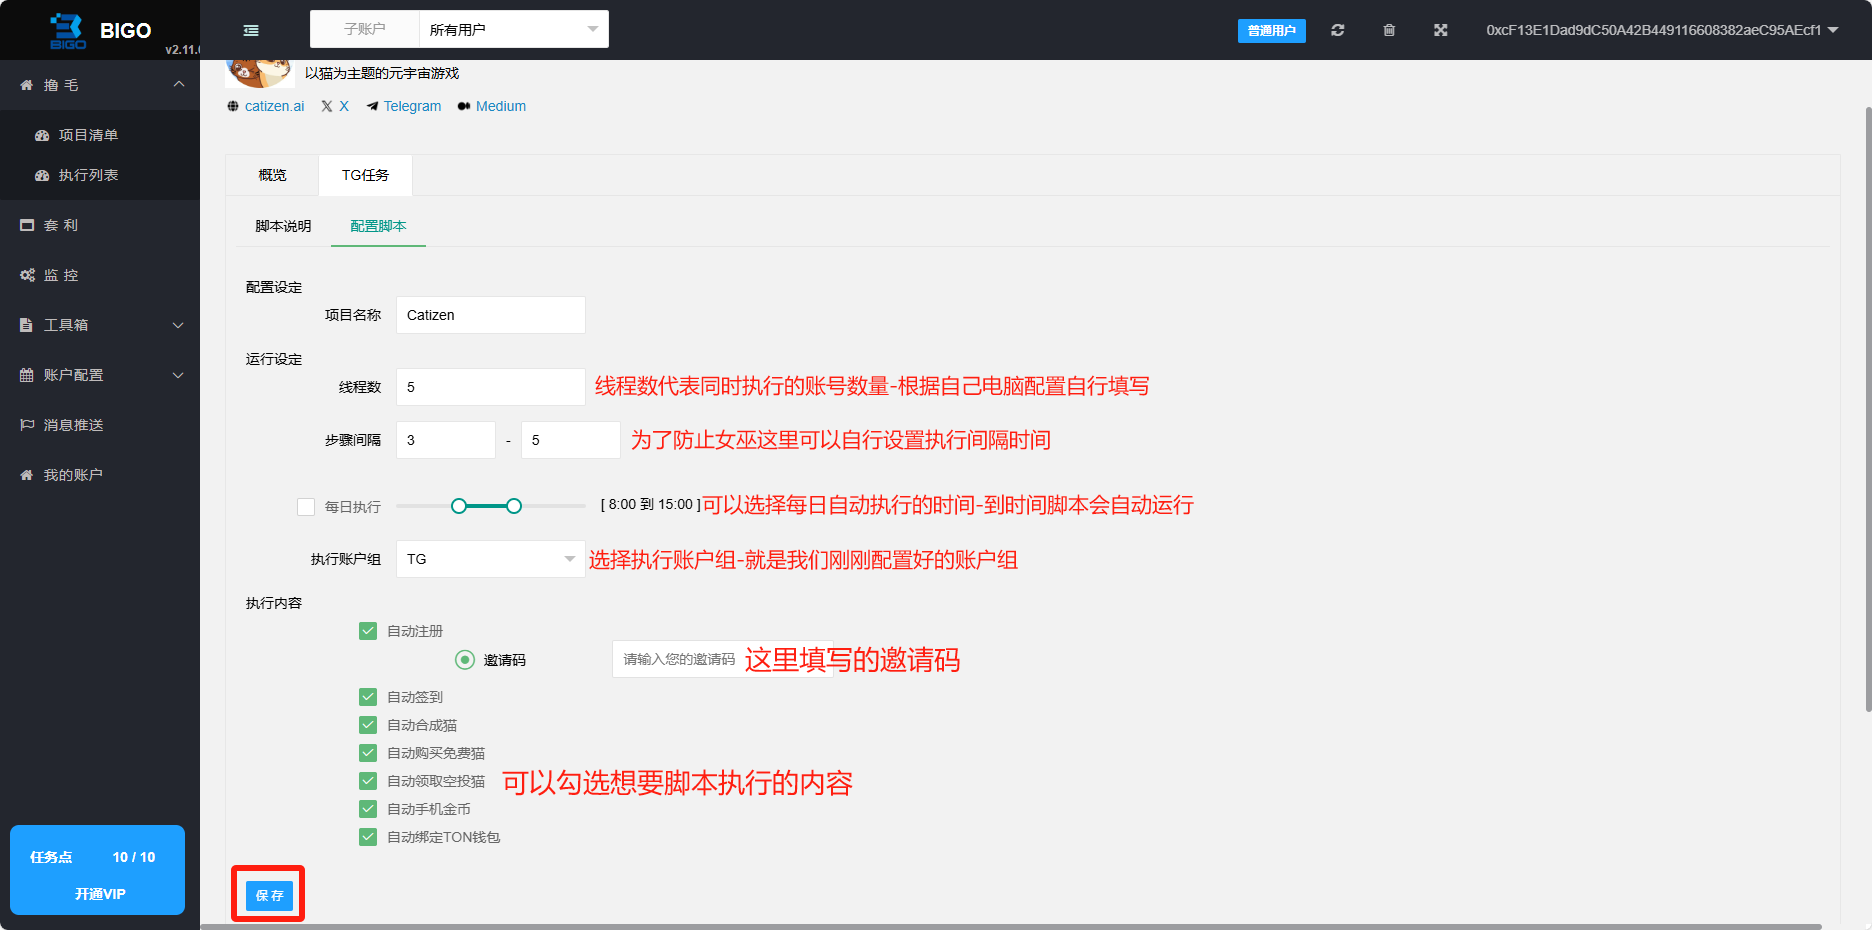 BIGO
BIGO
v2.11.
子账户
所有用户
普通用户
0xcF13E1Dad9dC50A42B449116608382aeC95AEcf1
撸 毛
项目清单
执行列表
套 利
监 控
工具箱
账户配置
消息推送
我的账户
任务点 10 / 10
开通VIP
以猫为主题的元宇宙游戏
catizen.ai X Telegram Medium
概览 TG任务
脚本说明 配置脚本
配置设定
项目名称 Catizen
运行设定
线程数 5 线程数代表同时执行的账号数量-根据自己电脑配置自行填写
步骤间隔 3 - 5 为了防止女巫这里可以自行设置执行间隔时间
每日执行 [ 8:00 到 15:00 ] 可以选择每日自动执行的时间-到时间脚本会自动运行
执行账户组 TG 选择执行账户组-就是我们刚刚配置好的账户组
执行内容
自动注册
邀请码 请输入您的邀请码 这里填写的邀请码
自动签到
自动合成猫
自动购买免费猫
自动领取空投猫 可以勾选想要脚本执行的内容
自动手机金币
自动绑定TON钱包
保 存